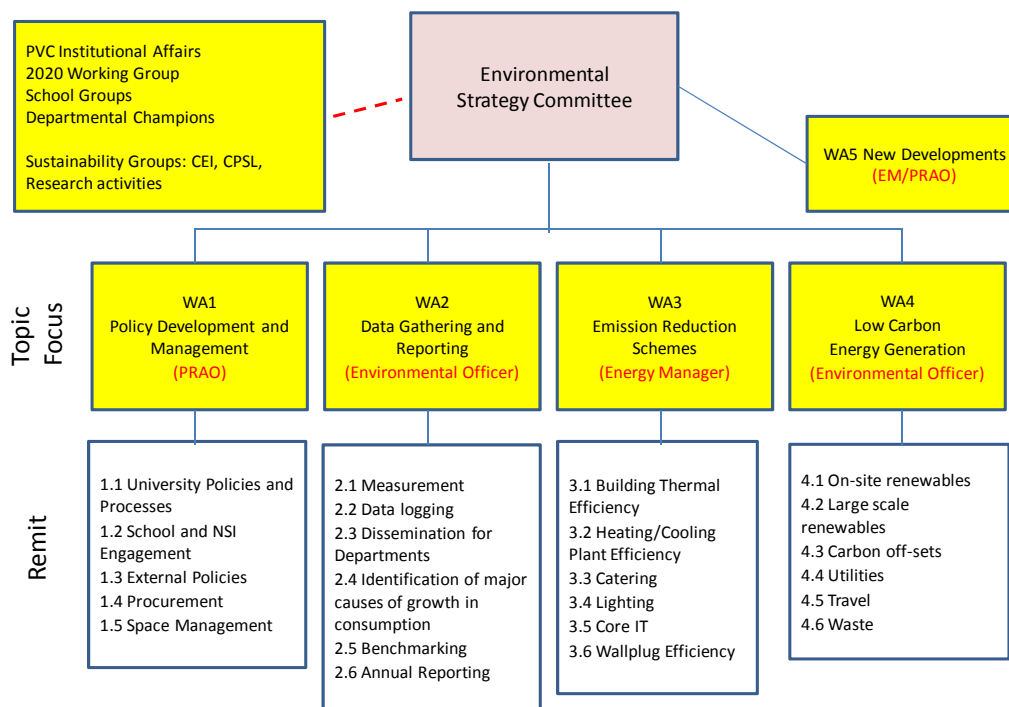 PVC Institutional Affairs
2020 Working Group
School Groups
Departmental Champions
Sustainability Groups: CEI, CPSL,
Research activities
Environmental
Strategy Committee
WA5 New Developments
(EM/PRAO)
Topic
Focus
WA1
Policy Development and
Management
(PRAO)
WA2
Data Gathering and
Reporting
(Environmental Officer)
WA3
Emission Reduction
Schemes
(Energy Manager)
WA4
Low Carbon
Energy Generation
(Environmental Officer)
Remit
1.1 University Policies and
Processes
1.2 School and NSI
Engagement
1.3 External Policies
1.4 Procurement
1.5 Space Management
2.1 Measurement
2.2 Data logging
2.3 Dissemination for
Departments
2.4 Identification of major
causes of growth in
consumption
2.5 Benchmarking
2.6 Annual Reporting
3.1 Building Thermal
Efficiency
3.2 Heating/Cooling
Plant Efficiency
3.3 Catering
3.4 Lighting
3.5 Core IT
3.6 Wallplug Efficiency
4.1 On-site renewables
4.2 Large scale
renewables
4.3 Carbon off-sets
4.4 Utilities
4.5 Travel
4.6 Waste